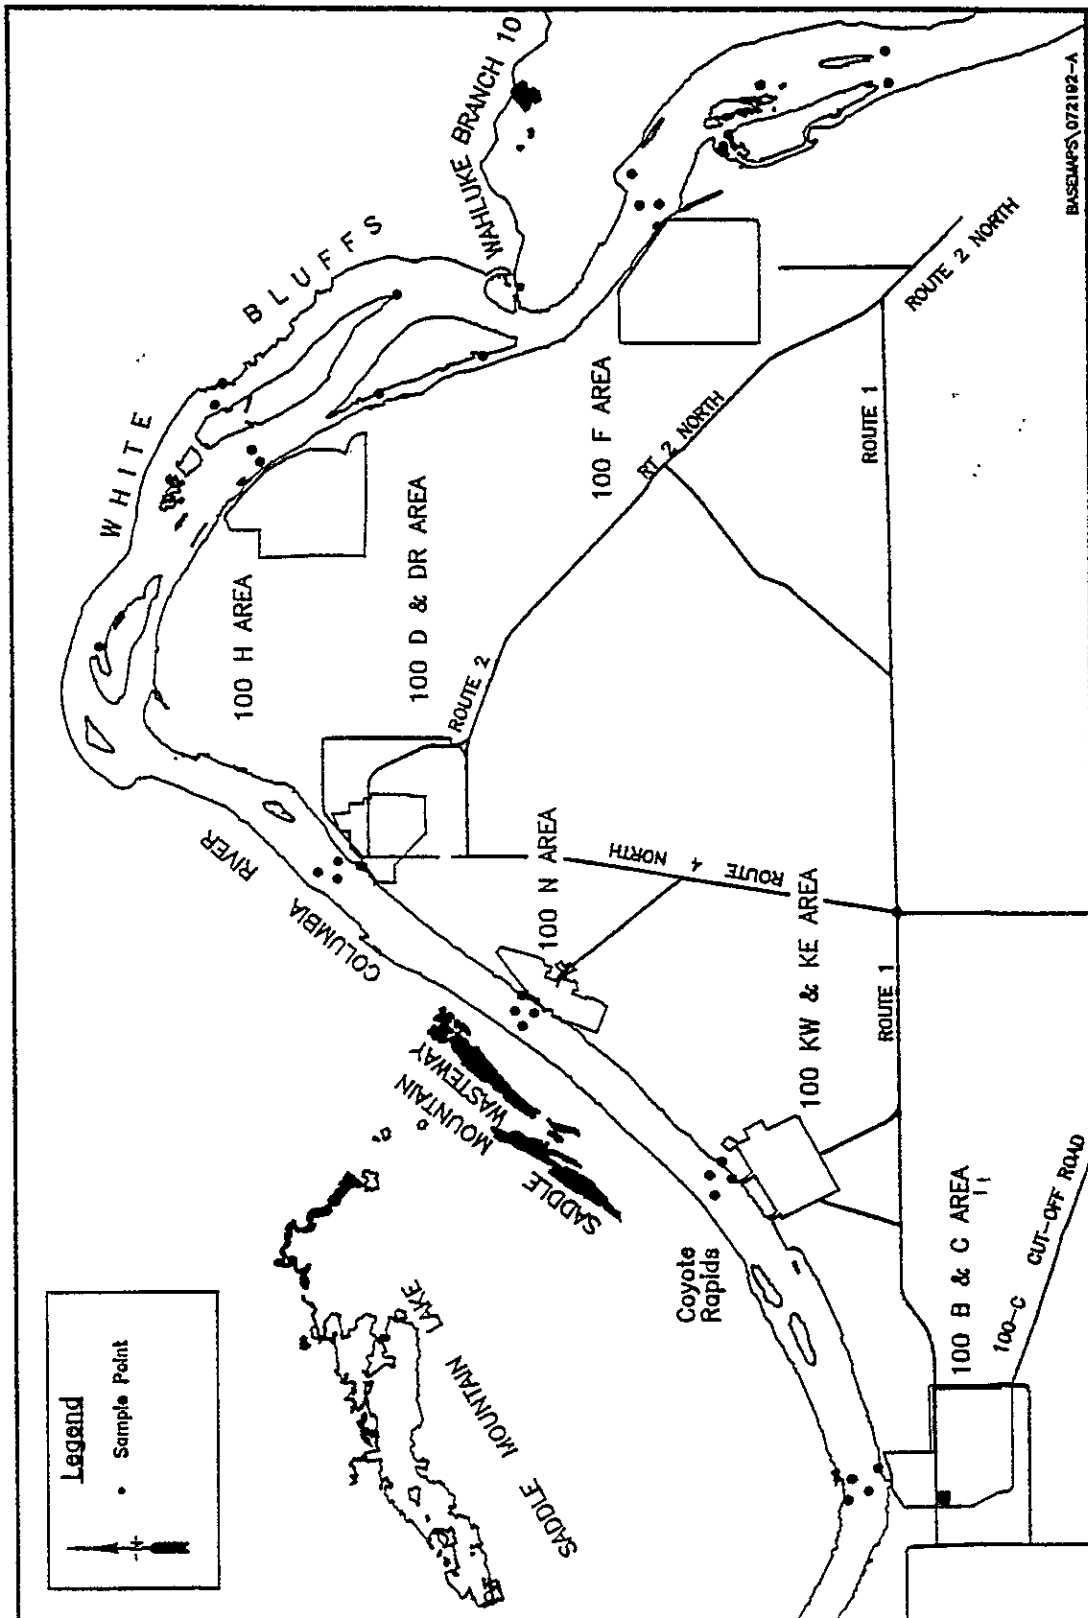 Legend
Sample Point
N
WHITE BLUFFS
WAHLUKE BRANCH 10
COLUMBIA RIVER
SADDLE
MOUNTAIN
WASTEWAY
SADDLE MOUNTAIN LAKE
Coyote
Rapids
100 H AREA
100 D & DR AREA
100 F AREA
100 N AREA
100 KW & KE AREA
100 B & C AREA
ROUTE 2
RT 2 NORTH
ROUTE 2 NORTH
ROUTE 4 NORTH
ROUTE 1
ROUTE 1
100-C CUT-OFF ROAD
BASEMAPS\072192-A